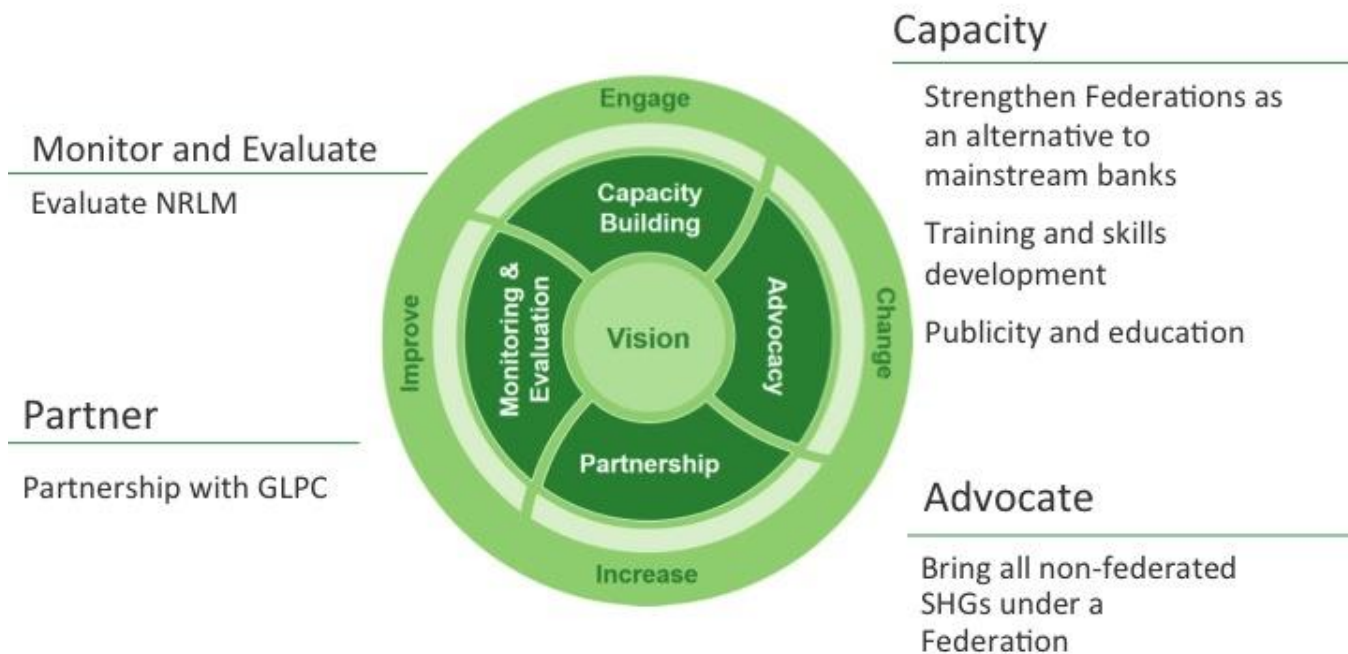 Capacity
Strengthen Federations as
an alternative to
mainstream banks
Training and skills
development
Publicity and education
Monitor and Evaluate
Evaluate NRLM
Partner
Partnership with GLPC
Advocate
Bring all non-federated
SHGs under a
Federation
Engage
Change
Increase
Improve
Capacity
Building
Advocacy
Partnership
Monitoring &
Evaluation
Vision